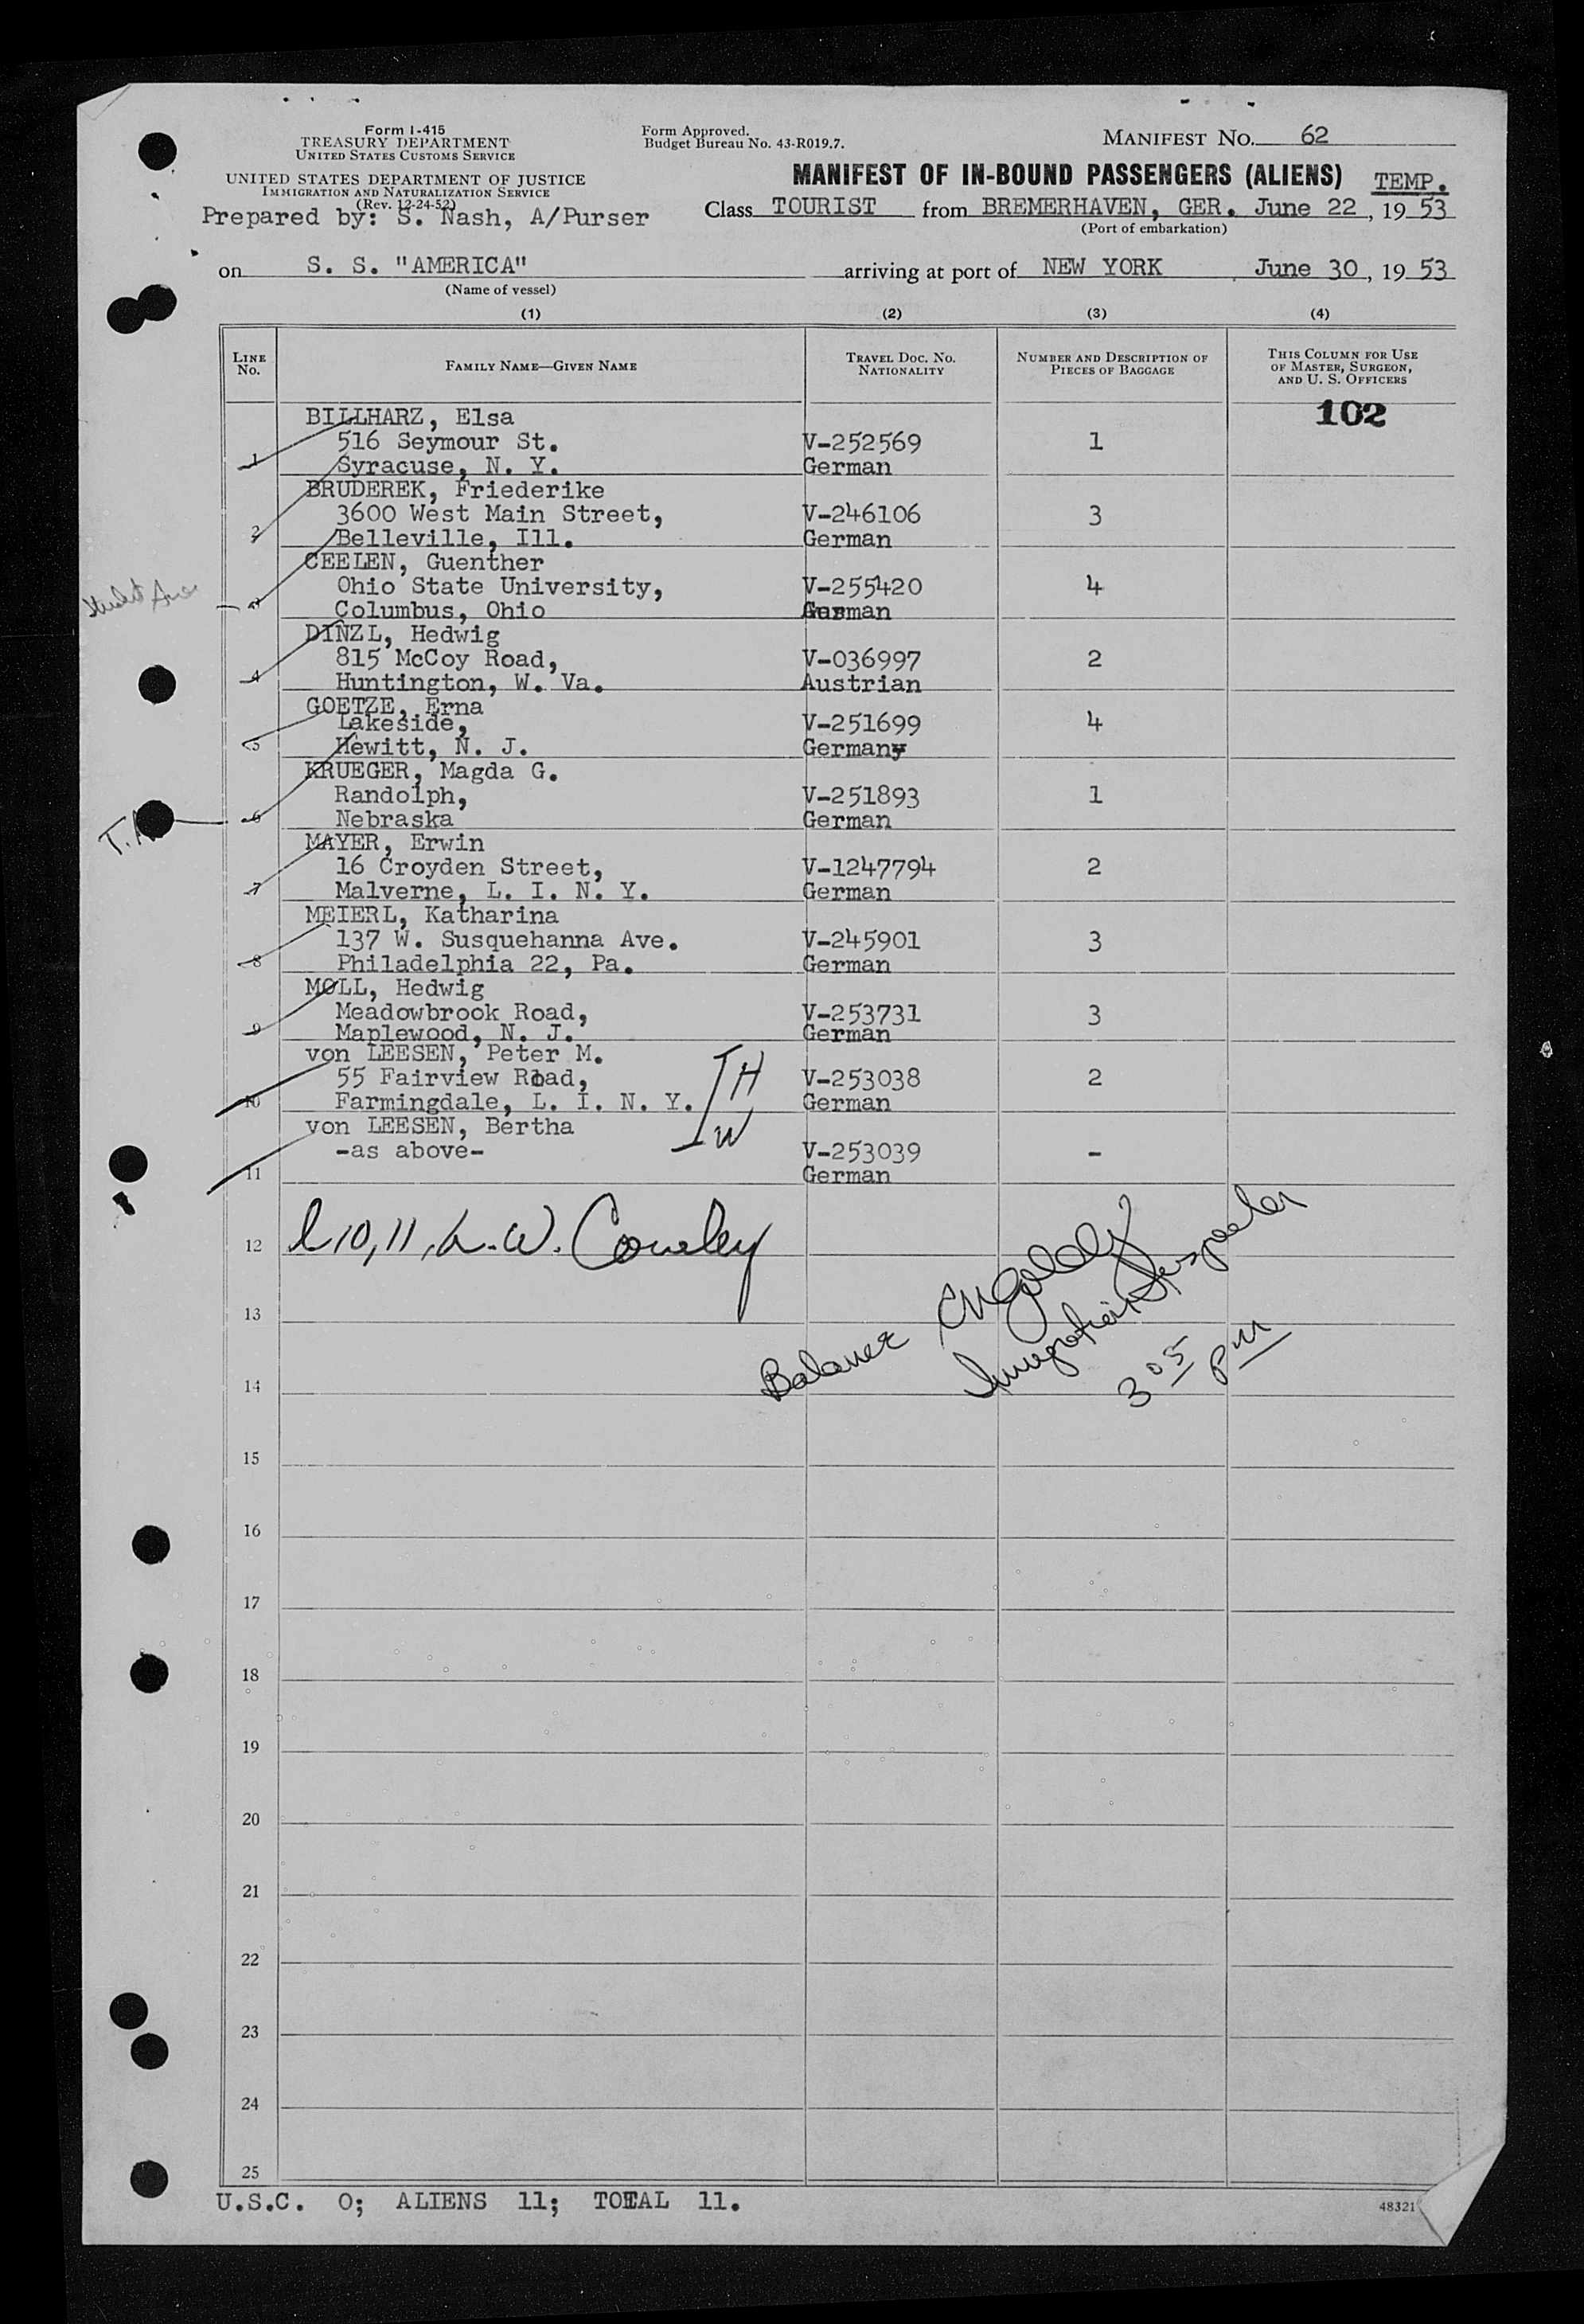 Form I-415
TREASURY DEPARTMENT
UNITED STATES CUSTOMS SERVICE
UNITED STATES DEPARTMENT OF JUSTICE
IMMIGRATION AND NATURALIZATION SERVICE
(Rev. 12-24-52)
Prepared by: S. Nash, A/Purser
Form Approved.
Budget Bureau No. 43-R019.7.
MANIFEST NO. 62
MANIFEST OF IN-BOUND PASSENGERS (ALIENS) TEMP.
Class TOURIST from BREMERHAVEN, GER. June 22, 19 53
(Port of embarkation)
on S. S. "AMERICA" arriving at port of NEW YORK June 30, 19 53
(Name of vessel)
(1) (2) (3) (4)
LINE NO. FAMILY NAME—GIVEN NAME TRAVEL DOC. NO. NATIONALITY NUMBER AND DESCRIPTION OF PIECES OF BAGGAGE THIS COLUMN FOR USE OF MASTER, SURGEON, AND U. S. OFFICERS
102
BILLHARZ, Elsa
516 Seymour St. V-252569 1
1 Syracuse, N. Y. German
BRUDEREK, Friederike
3600 West Main Street, V-246106 3
2 Belleville, Ill. German
CEELEN, Guenther
Ohio State University, V-255420 4
3 Columbus, Ohio German
DINZL, Hedwig
815 McCoy Road, V-036997 2
4 Huntington, W. Va. Austrian
GOETZE, Erna
Lakeside, V-251699 4
5 Hewitt, N. J. Germany
KRUEGER, Magda G.
Randolph, V-251893 1
6 Nebraska German
MAYER, Erwin
16 Croyden Street, V-1247794 2
7 Malverne, L. I. N. Y. German
MEIERL, Katharina
137 W. Susquehanna Ave. V-245901 3
8 Philadelphia 22, Pa. German
MOLL, Hedwig
Meadowbrook Road, V-253731 3
9 Maplewood, N. J. German
von LEESEN, Peter M.
55 Fairview Road, H V-253038 2
10 Farmingdale, L. I. N. Y. German
von LEESEN, Bertha W
-as above- V-253039 -
11 German
12 l 10, 11, L. W. Cowley
Balance
Immigration Inspector
3 05 PM
13
14
15
16
17
18
19
20
21
22
23
24
25
U.S.C. 0; ALIENS 11; TOTAL 11.
48321